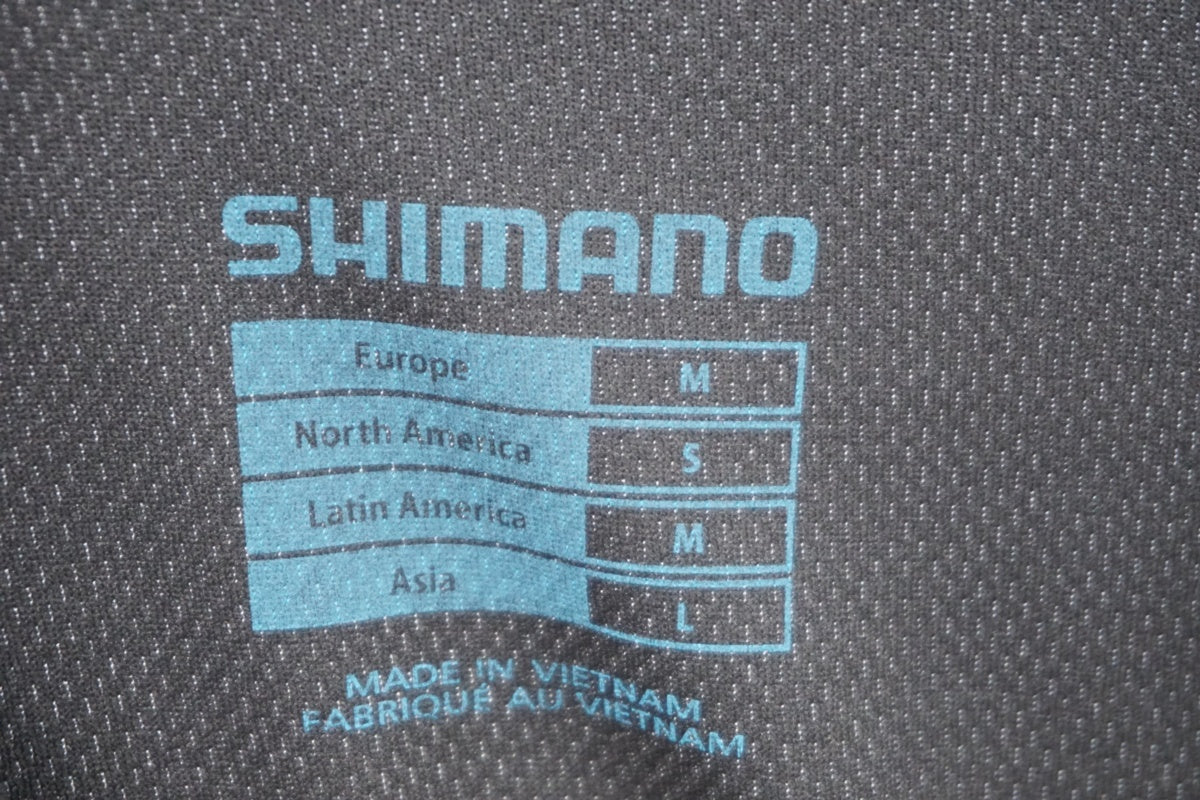 SHIMANO
Europe M
North America S
Latin America M
Asia L
MADE IN VIETNAM
FABRIQUÉ AU VIETNAM